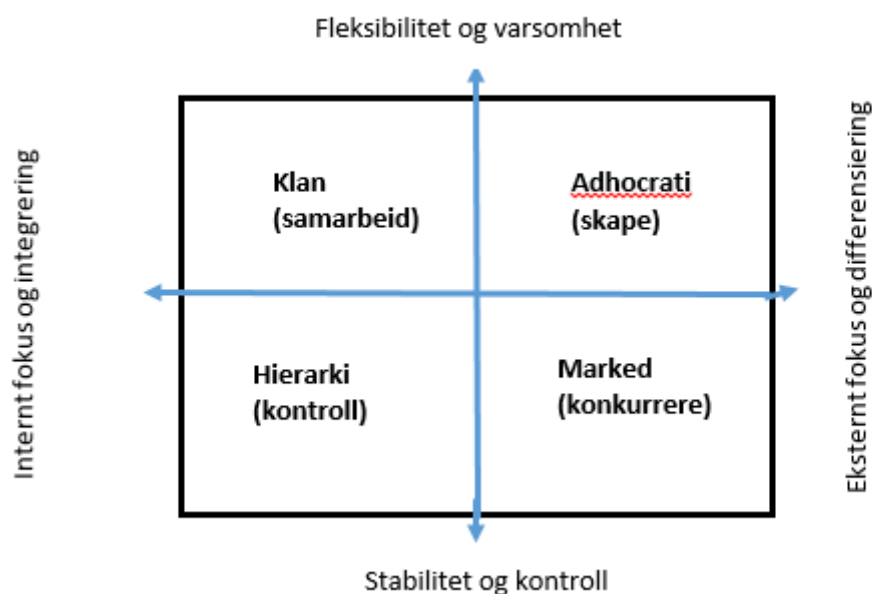 Fleksibilitet og varsomhet
Internt fokus og integrering
Klan
(samarbeid)
Adhocrati
(skape)
Eksternt fokus og differensiering
Hierarki
(kontroll)
Marked
(konkurrere)
Stabilitet og kontroll